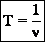 T = 1/ν